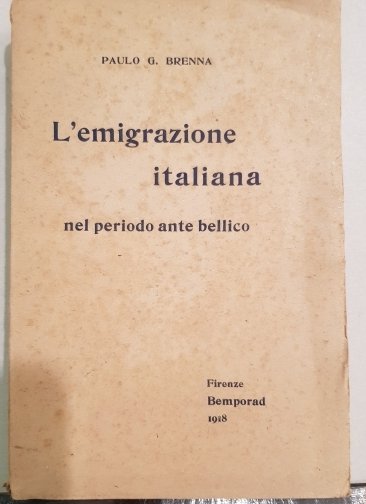 PAULO G. BRENNA
L'emigrazione
italiana
nel periodo ante bellico
Firenze
Bemporad
1918